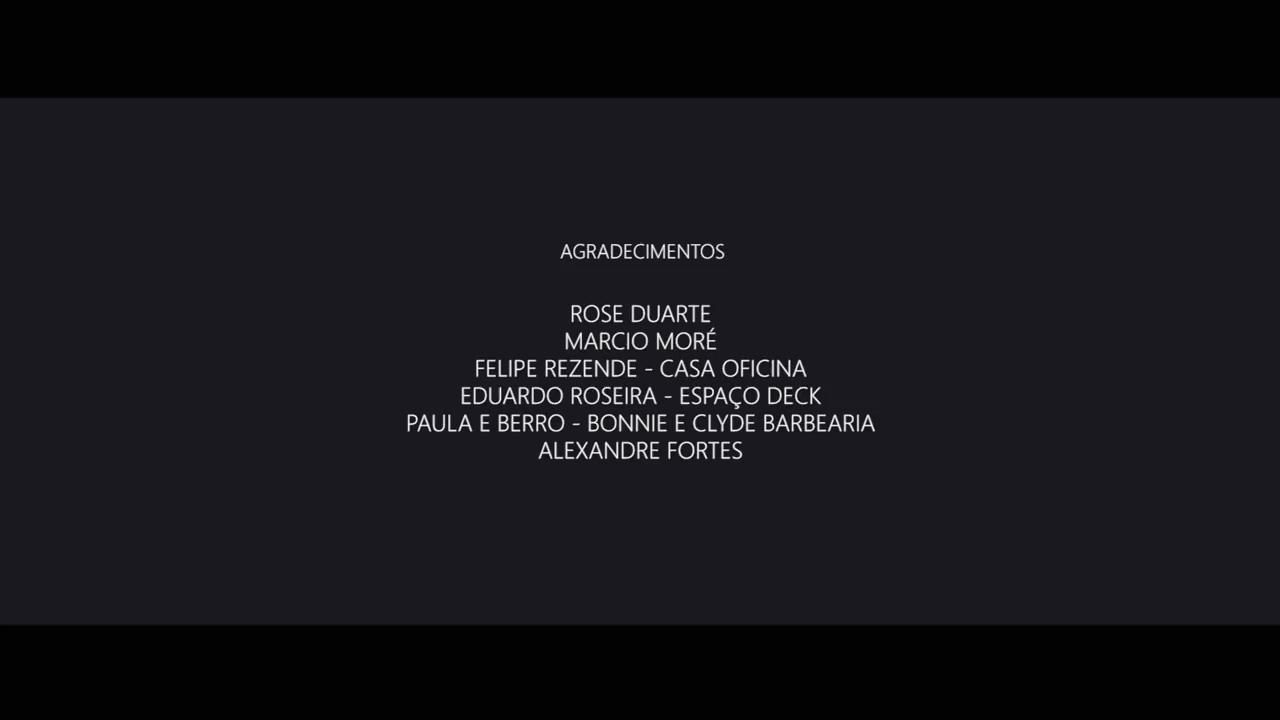 AGRADECIMENTOS
ROSE DUARTE
MARCIO MORÉ
FELIPE REZENDE - CASA OFICINA
EDUARDO ROSEIRA - ESPAÇO DECK
PAULA E BERRO - BONNIE E CLYDE BARBEARIA
ALEXANDRE FORTES